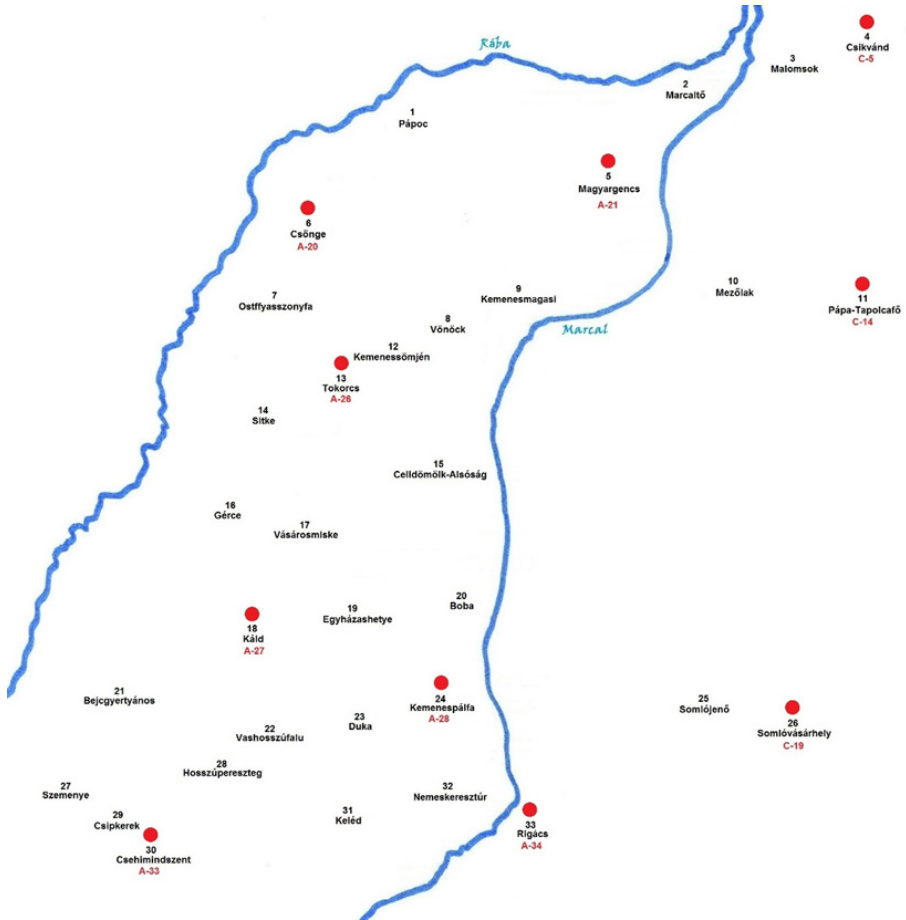 Rába
4
Csikvánd
C-5
3
Malomsok
2
Marcaltő
1
Pápoc
5
Magyargencs
A-21
6
Csönge
A-20
7
Ostffyasszonyfa
9
Kemenesmagasi
10
Mezőlak
11
Pápa-Tapolcafő
C-14
8
Vönöck
Marcal
12
Kemenessömjén
13
Tokorcs
A-26
14
Sitke
15
Celldömölk-Alsóság
16
Gérce
17
Vásárosmiske
18
Káld
A-27
19
Egyházashetye
20
Boba
21
Bejcgyertyános
24
Kemenespálfa
A-28
25
Somlójenő
26
Somlóvásárhely
C-19
23
Duka
22
Vashosszúfalu
28
Hosszúpereszteg
27
Szemenye
32
Nemeskeresztúr
29
Csipkerek
31
Keléd
33
Rigács
A-34
30
Csehimindszent
A-33